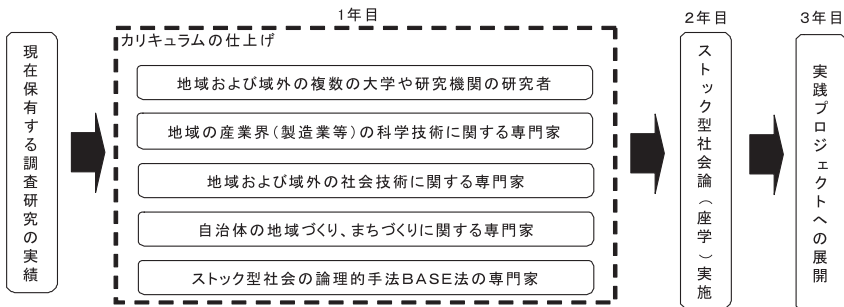 現在保有する調査研究の実績
1年目
カリキュラムの仕上げ
地域および域外の複数の大学や研究機関の研究者
地域の産業界(製造業等)の科学技術に関する専門家
地域および域外の社会技術に関する専門家
自治体の地域づくり、まちづくりに関する専門家
ストック型社会の論理的手法BASE法の専門家
2年目
ストック型社会論(座学)実施
3年目
実践プロジェクトへの展開